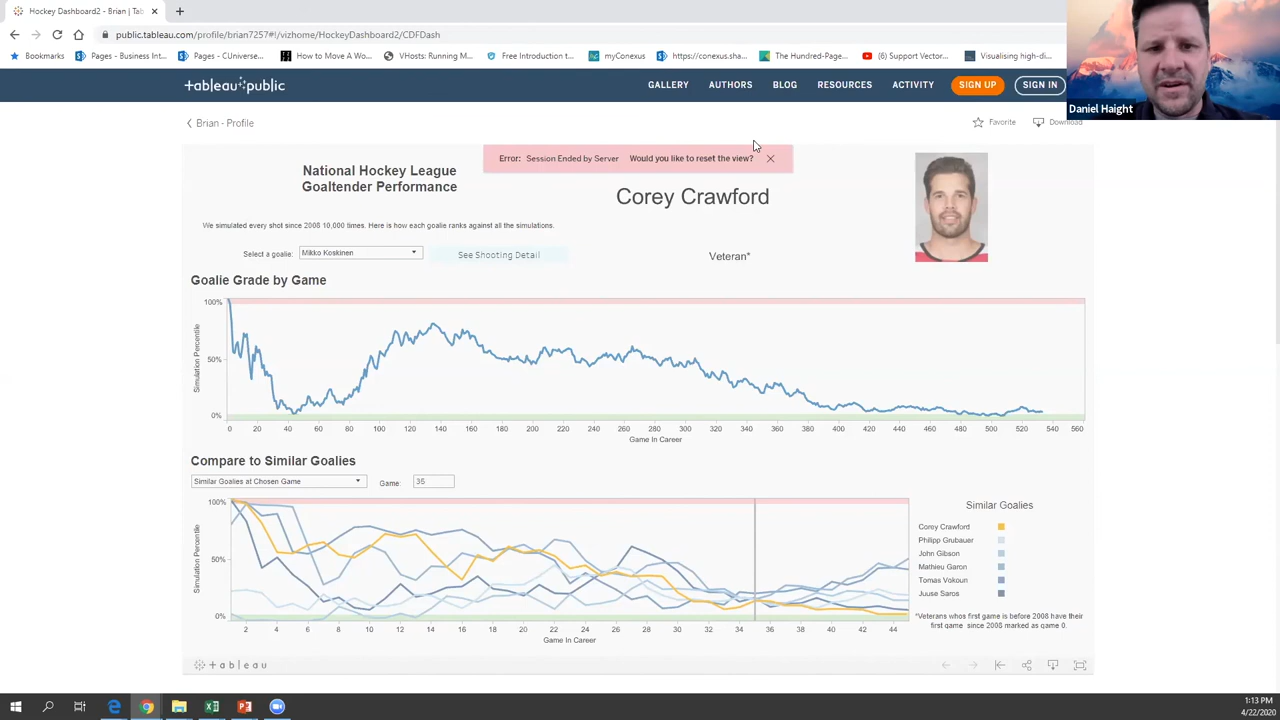 Hockey Dashboard2 - Brian | Tab
public.tableau.com/profile/brian7257#!/vizhome/HockeyDashboard2/CDFDash
Bookmarks
Pages - Business Int...
Pages - CUniverse...
How to Move A Wo...
VHosts: Running M...
Free Introduction t...
myConexus
https://conexus.sha...
The Hundred-Page...
(6) Support Vector...
Visualising high-di...
Daniel Haight
+ableau+public
GALLERY
AUTHORS
BLOG
RESOURCES
ACTIVITY
SIGN UP
SIGN IN
Brian - Profile
Favorite
Download
Error: Session Ended by Server Would you like to reset the view?
National Hockey League
Goaltender Performance
Corey Crawford
We simulated every shot since 2008 10,000 times. Here is how each goalie ranks against all the simulations.
Select a goalie:
Mikko Koskinen
See Shooting Detail
Veteran*
Goalie Grade by Game
100%
50%
0%
Simulation Percentile
0 20 40 60 80 100 120 140 160 180 200 220 240 260 280 300 320 340 360 380 400 420 440 460 480 500 520 540 560
Game In Career
Compare to Similar Goalies
Similar Goalies at Chosen Game
Game:
35
100%
50%
0%
Simulation Percentile
2 4 6 8 10 12 14 16 18 20 22 24 26 28 30 32 34 36 38 40 42 44
Game In Career
Similar Goalies
Corey Crawford
Philipp Grubauer
John Gibson
Mathieu Garon
Tomas Vokoun
Juuse Saros
*Veterans whos first game is before 2008 have their
first game since 2008 marked as game 0.
+ableau
1:13 PM
4/22/2020